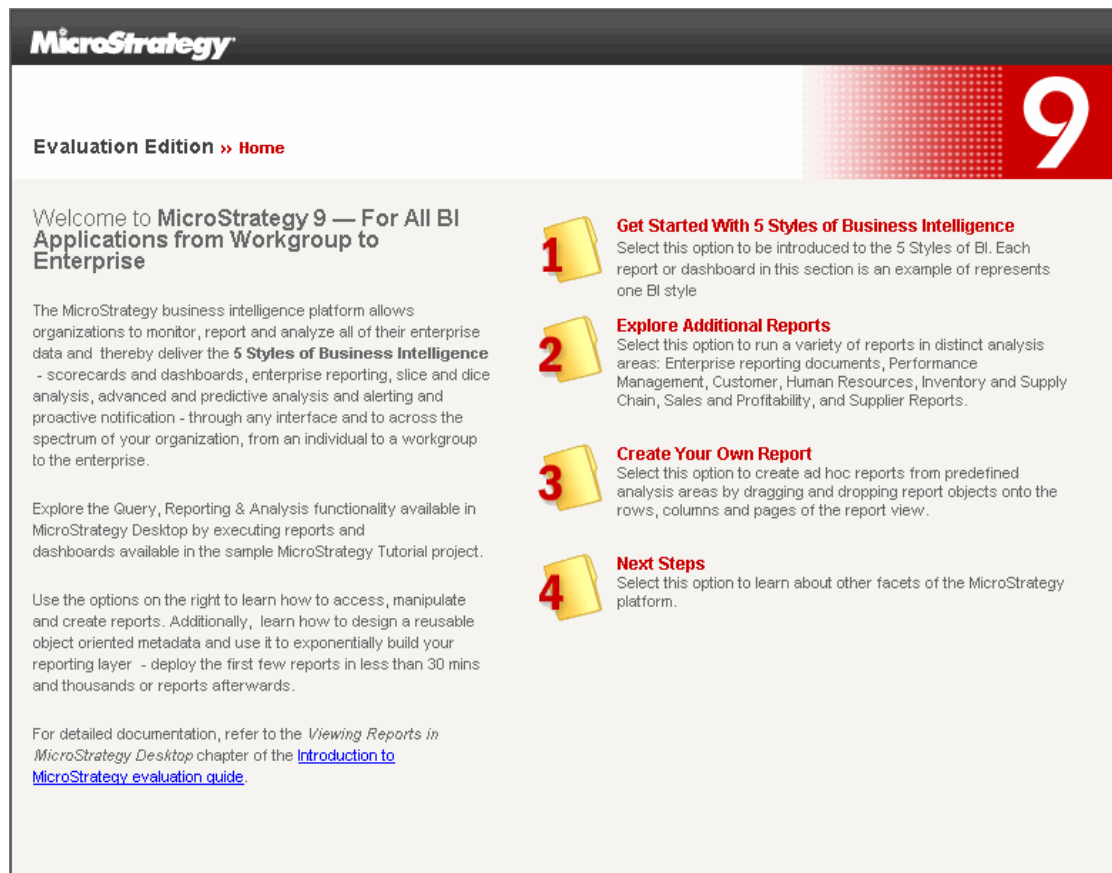 MicroStrategy
9
Evaluation Edition » Home
Welcome to MicroStrategy 9 — For All BI
Applications from Workgroup to
Enterprise
The MicroStrategy business intelligence platform allows
organizations to monitor, report and analyze all of their enterprise
data and thereby deliver the 5 Styles of Business Intelligence
- scorecards and dashboards, enterprise reporting, slice and dice
analysis, advanced and predictive analysis and alerting and
proactive notification - through any interface and to across the
spectrum of your organization, from an individual to a workgroup
to the enterprise.
Explore the Query, Reporting & Analysis functionality available in
MicroStrategy Desktop by executing reports and
dashboards available in the sample MicroStrategy Tutorial project.
Use the options on the right to learn how to access, manipulate
and create reports. Additionally, learn how to design a reusable
object oriented metadata and use it to exponentially build your
reporting layer - deploy the first few reports in less than 30 mins
and thousands or reports afterwards.
For detailed documentation, refer to the Viewing Reports in
MicroStrategy Desktop chapter of the Introduction to
MicroStrategy evaluation guide.
1
Get Started With 5 Styles of Business Intelligence
Select this option to be introduced to the 5 Styles of BI. Each
report or dashboard in this section is an example of represents
one BI style
2
Explore Additional Reports
Select this option to run a variety of reports in distinct analysis
areas: Enterprise reporting documents, Performance
Management, Customer, Human Resources, Inventory and Supply
Chain, Sales and Profitability, and Supplier Reports.
3
Create Your Own Report
Select this option to create ad hoc reports from predefined
analysis areas by dragging and dropping report objects onto the
rows, columns and pages of the report view.
4
Next Steps
Select this option to learn about other facets of the MicroStrategy
platform.